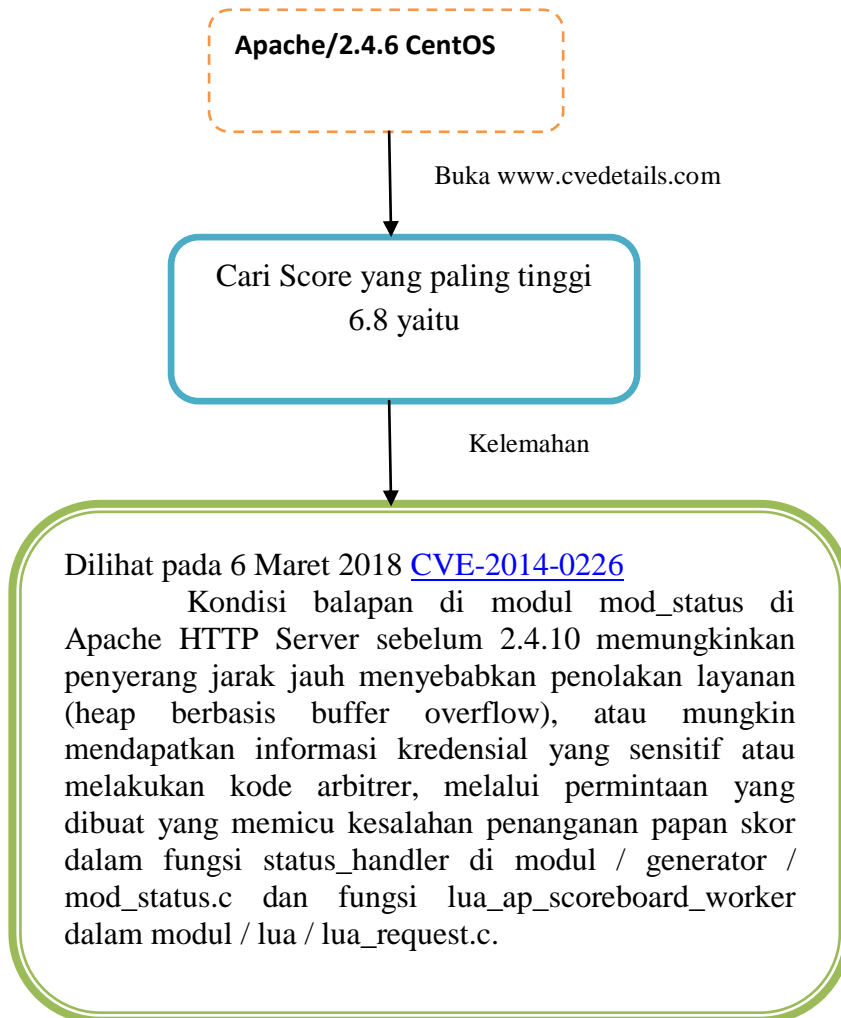 Apache/2.4.6 CentOS
Buka www.cvedetails.com
Cari Score yang paling tinggi
6.8 yaitu
Kelemahan
Dilihat pada 6 Maret 2018 CVE-2014-0226
Kondisi balapan di modul mod_status di
Apache HTTP Server sebelum 2.4.10 memungkinkan
penyerang jarak jauh menyebabkan penolakan layanan
(heap berbasis buffer overflow), atau mungkin
mendapatkan informasi kredensial yang sensitif atau
melakukan kode arbitrer, melalui permintaan yang
dibuat yang memicu kesalahan penanganan papan skor
dalam fungsi status_handler di modul / generator /
mod_status.c dan fungsi lua_ap_scoreboard_worker
dalam modul / lua / lua_request.c.